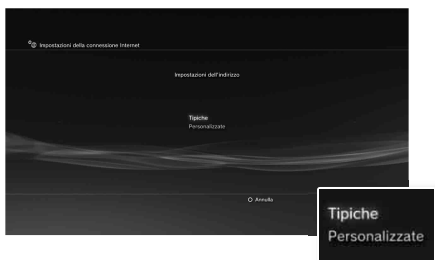 Impostazioni della connessione Internet
Impostazioni dell'indirizzo
Tipiche
Personalizzate
Annulla
Tipiche
Personalizzate